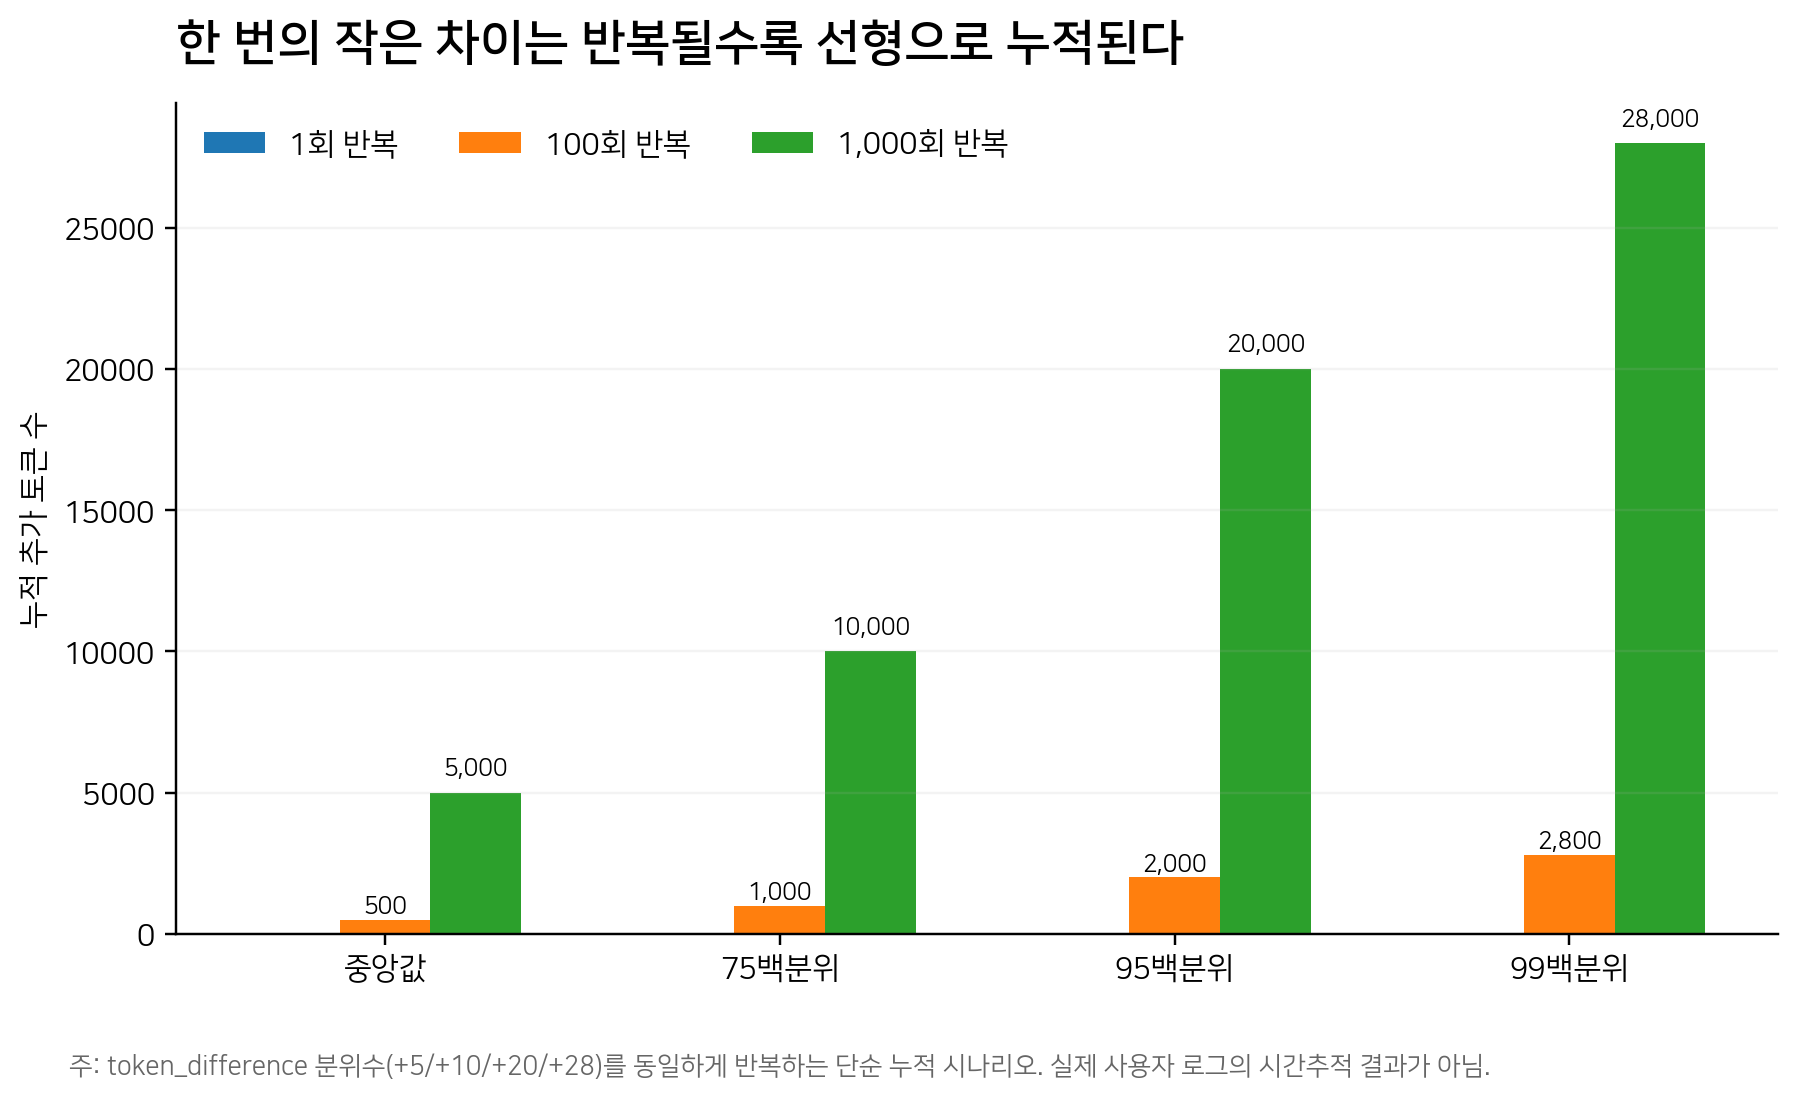 한 번의 작은 차이는 반복될수록 선형으로 누적된다
1회 반복
100회 반복
1,000회 반복
28,000
25000
20,000
20000
누적 추가 토큰 수
15000
10,000
10000
5,000
5000
2,800
2,000
1,000
500
0
중앙값
75백분위
95백분위
99백분위
주: token_difference 분위수(+5/+10/+20/+28)를 동일하게 반복하는 단순 누적 시나리오. 실제 사용자 로그의 시간추적 결과가 아님.